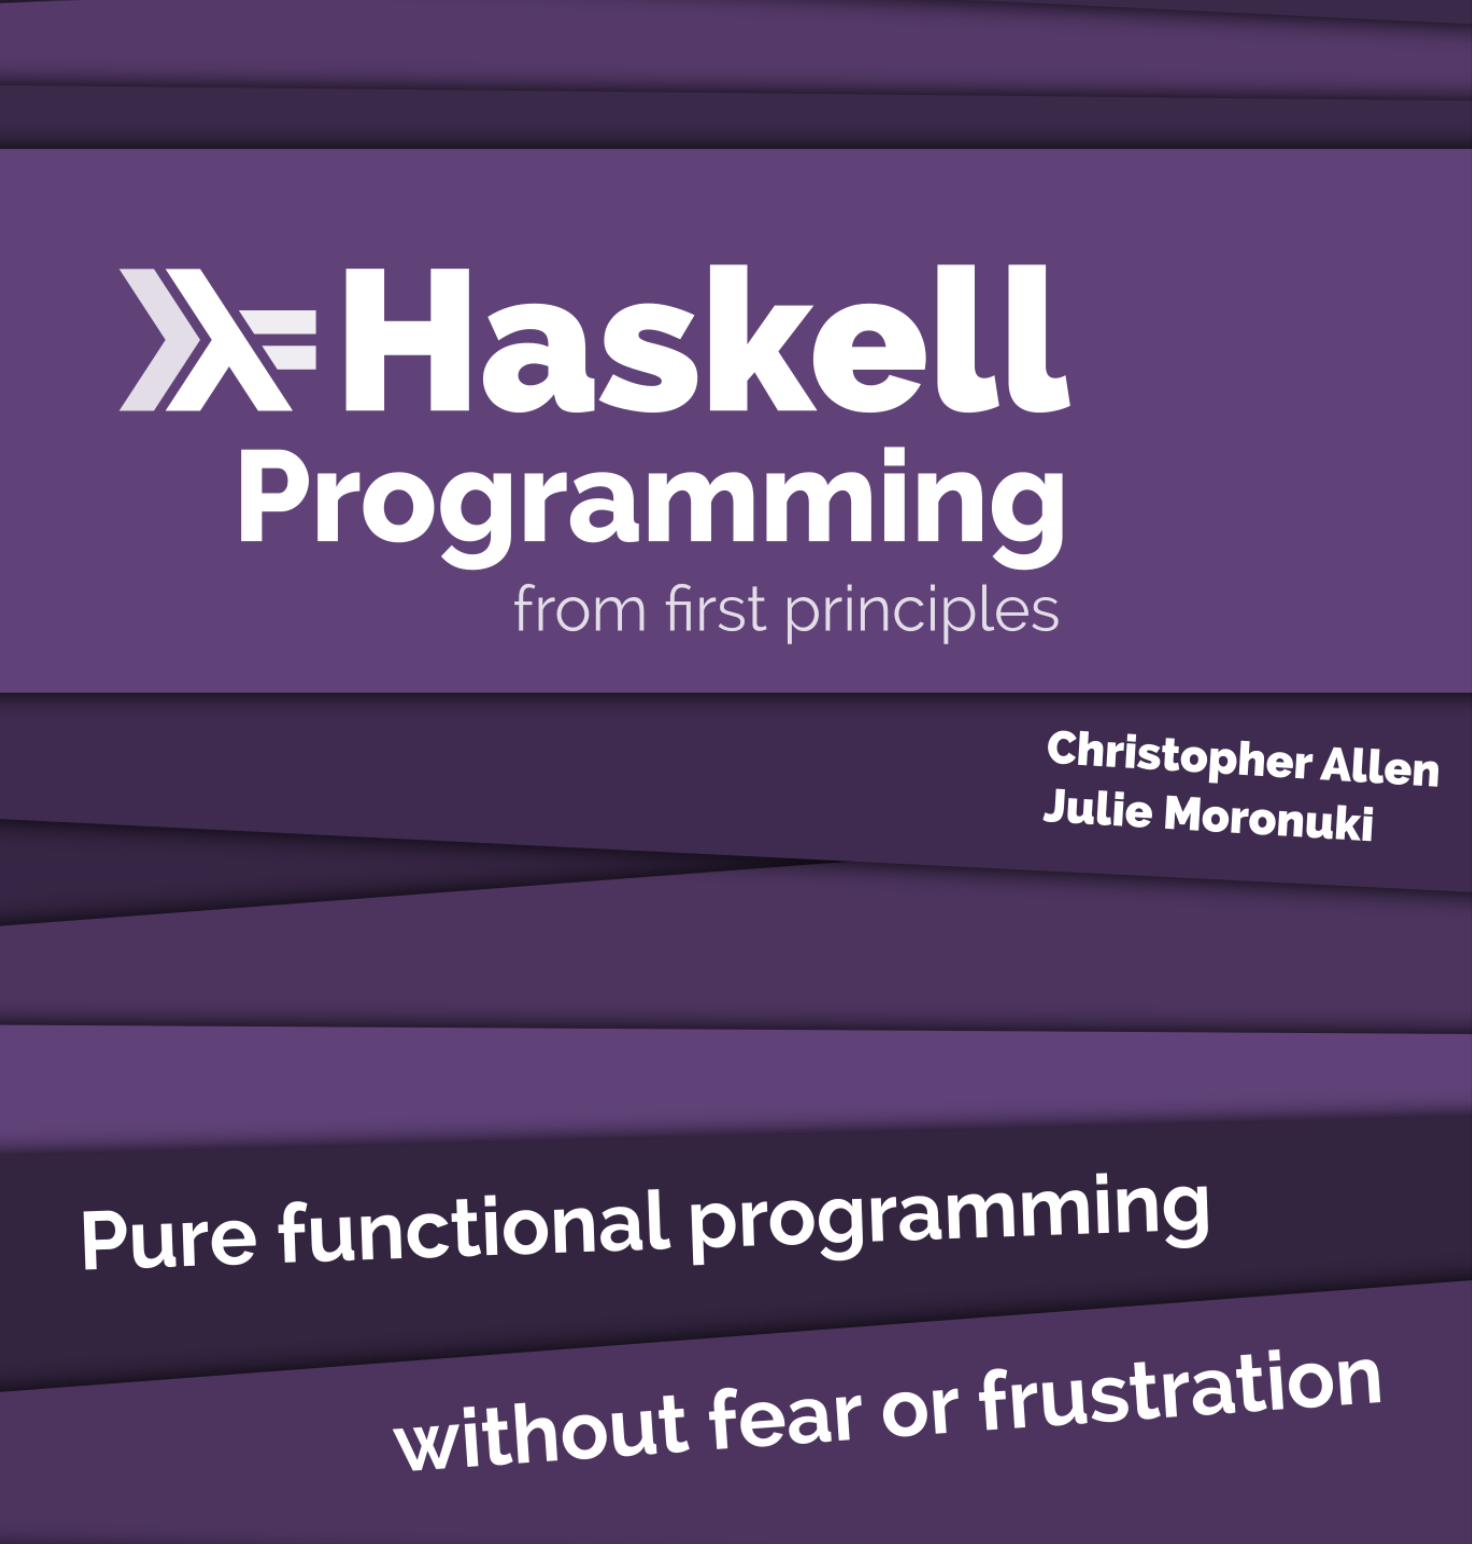 Haskell
Programming
from first principles
Christopher Allen
Julie Moronuki
Pure functional programming
without fear or frustration